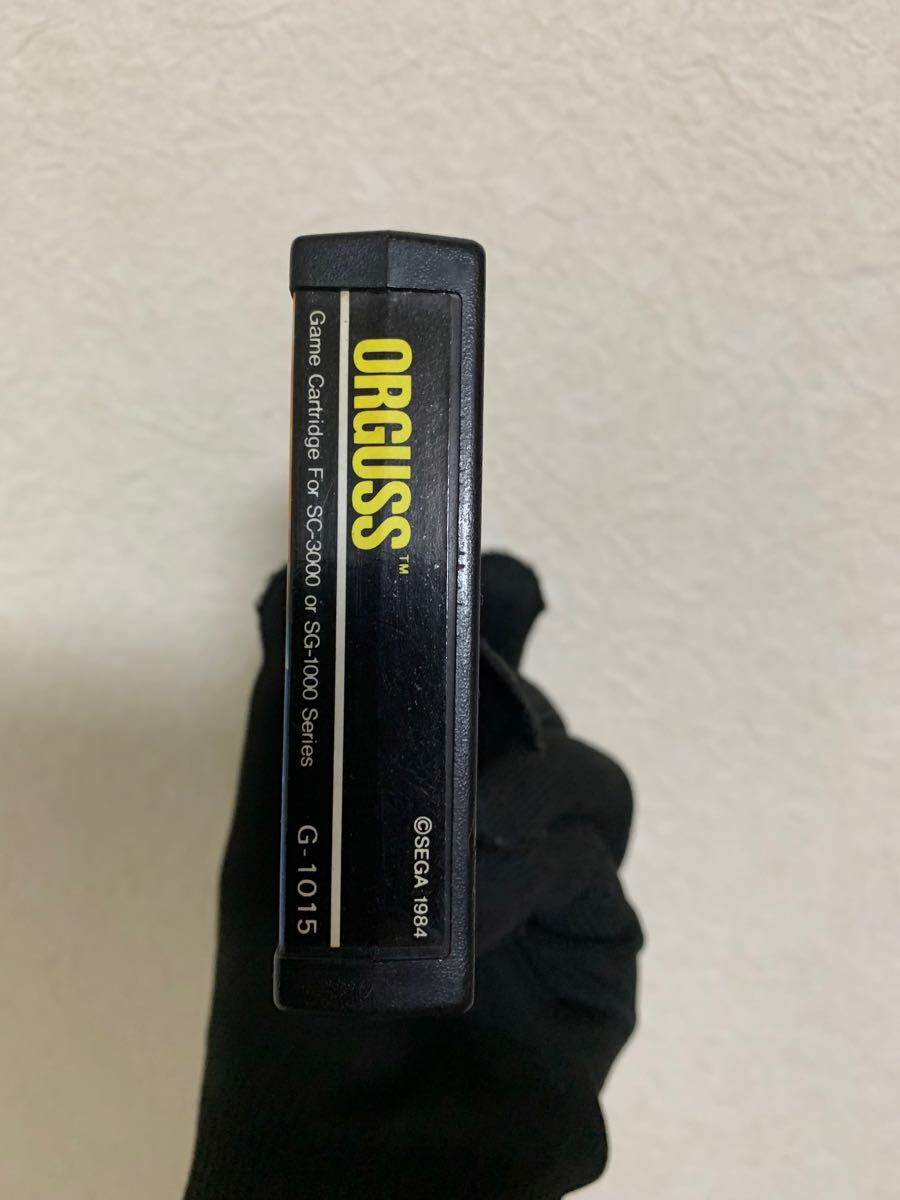 ORGUSS™
©SEGA 1984
Game Cartridge For SC-3000 or SG-1000 Series G-1015